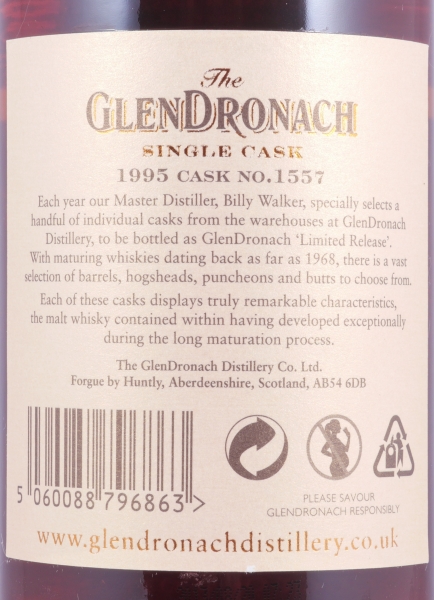 The
GLENDRONACH
SINGLE CASK
1995 CASK NO.1557
Each year our Master Distiller, Billy Walker, specially selects a
handful of individual casks from the warehouses at GlenDronach
Distillery, to be bottled as GlenDronach ‘Limited Release’.
With maturing whiskies dating back as far as 1968, there is a vast
selection of barrels, hogsheads, puncheons and butts to choose from.
Each of these casks displays truly remarkable characteristics,
the malt whisky contained within having developed exceptionally
during the long maturation process.
The GlenDronach Distillery Co. Ltd.
Forgue by Huntly, Aberdeenshire, Scotland, AB54 6DB
5 060088 796863 >
PLEASE SAVOUR
GLENDRONACH RESPONSIBLY
www.glendronachdistillery.co.uk